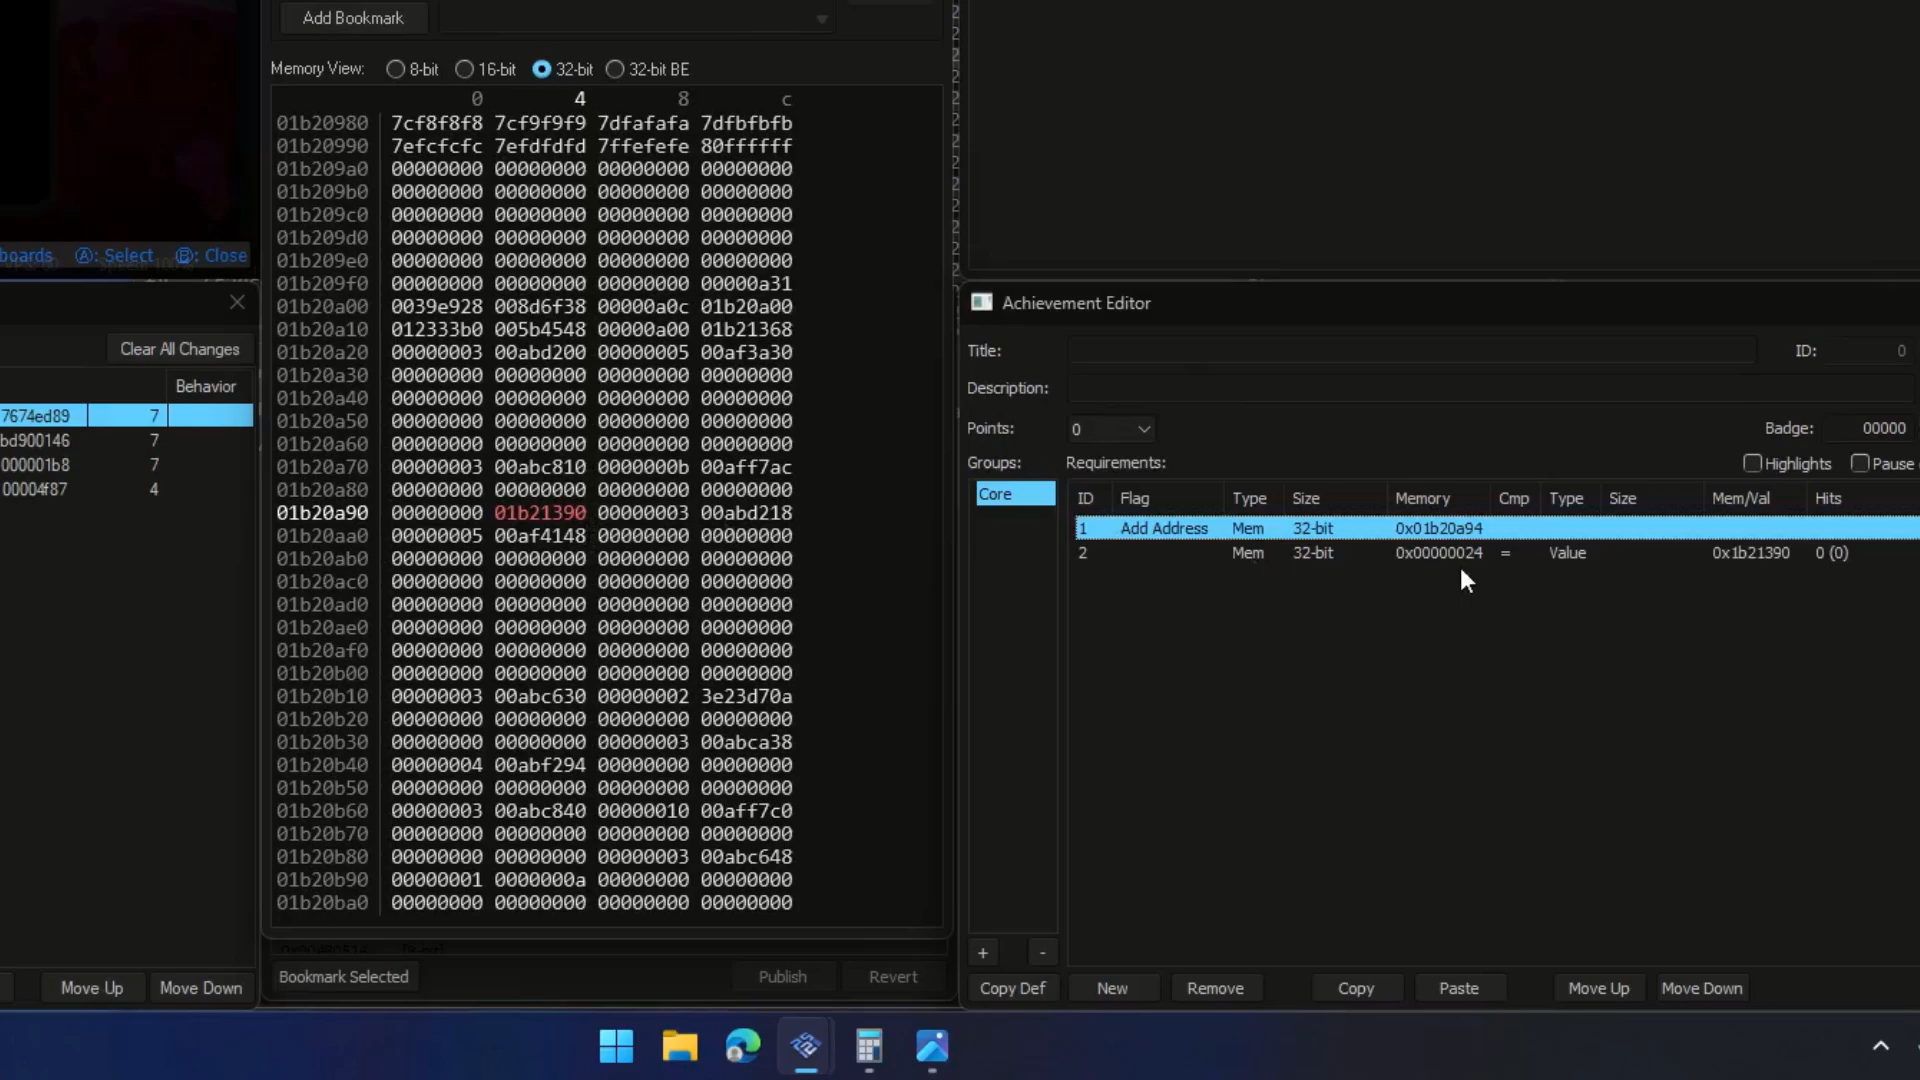 Add Bookmark
Memory View: 8-bit 16-bit 32-bit 32-bit BE
0 4 8 c
01b20980 7cf8f8f8 7cf9f9f9 7dfafafa 7dfbfbfb
01b20990 7efcfcfc 7efdfdfd 7ffefefe 80ffffff
01b209a0 00000000 00000000 00000000 00000000
01b209b0 00000000 00000000 00000000 00000000
01b209c0 00000000 00000000 00000000 00000000
01b209d0 00000000 00000000 00000000 00000000
01b209e0 00000000 00000000 00000000 00000000
01b209f0 00000000 00000000 00000000 00000a31
01b20a00 0039e928 008d6f38 00000a0c 01b20a00
01b20a10 012333b0 005b4548 00000a00 01b21368
01b20a20 00000003 00abd200 00000005 00af3a30
01b20a30 00000000 00000000 00000000 00000000
01b20a40 00000000 00000000 00000000 00000000
01b20a50 00000000 00000000 00000000 00000000
01b20a60 00000000 00000000 00000000 00000000
01b20a70 00000003 00abc810 0000000b 00aff7ac
01b20a80 00000000 00000000 00000000 00000000
01b20a90 00000000 01b21390 00000003 00abd218
01b20aa0 00000005 00af4148 00000000 00000000
01b20ab0 00000000 00000000 00000000 00000000
01b20ac0 00000000 00000000 00000000 00000000
01b20ad0 00000000 00000000 00000000 00000000
01b20ae0 00000000 00000000 00000000 00000000
01b20af0 00000000 00000000 00000000 00000000
01b20b00 00000000 00000000 00000000 00000000
01b20b10 00000003 00abc630 00000002 3e23d70a
01b20b20 00000000 00000000 00000000 00000000
01b20b30 00000000 00000000 00000003 00abca38
01b20b40 00000004 00abf294 00000000 00000000
01b20b50 00000000 00000000 00000000 00000000
01b20b60 00000003 00abc840 00000010 00aff7c0
01b20b70 00000000 00000000 00000000 00000000
01b20b80 00000000 00000000 00000003 00abc648
01b20b90 00000001 0000000a 00000000 00000000
01b20ba0 00000000 00000000 00000000 00000000
Bookmark Selected Publish Revert
boards A: Select B: Close
Clear All Changes
Behavior
7674ed89 7
bd900146 7
000001b8 7
00004f87 4
Move Up Move Down
Achievement Editor
Title: ID: 0
Description:
Points: 0 Badge: 00000
Groups: Requirements: Highlights Pause
Core
ID Flag Type Size Memory Cmp Type Size Mem/Val Hits
1 Add Address Mem 32-bit 0x01b20a94
2 Mem 32-bit 0x00000024 = Value 0x1b21390 0 (0)
+ -
Copy Def New Remove Copy Paste Move Up Move Down